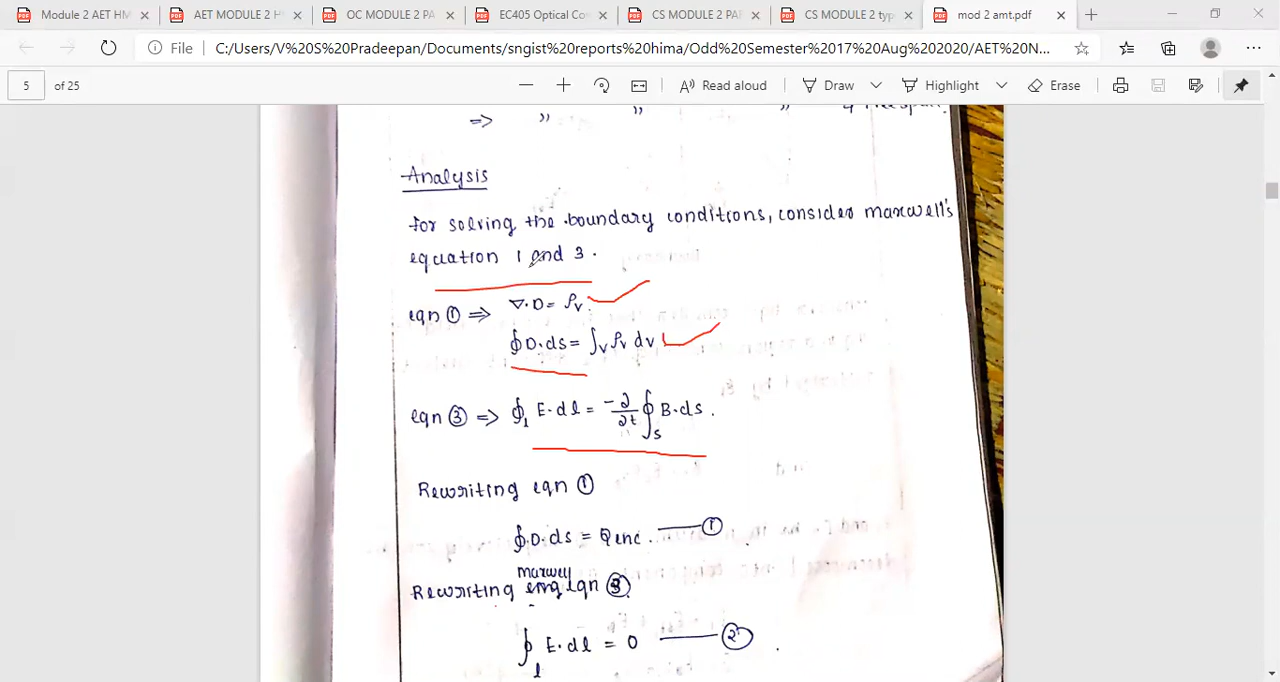 Module 2 AET HM
AET MODULE 2 H
OC MODULE 2 PA
EC405 Optical Co
CS MODULE 2 PA
CS MODULE 2 typ
mod 2 amt.pdf
File
C:/Users/V%20S%20Pradeepan/Documents/sngist%20reports%20hima/Odd%20Semester%2017%20Aug%202020/AET%20N...
5 of 25
Read aloud
Draw
Highlight
Erase
=> ,, ,, ,,
Analysis
For solving the boundary conditions, consider maxwell's
equation 1 and 3.
eqn ① => ∇·D = ρv
∮D·ds = ∫v ρv dv
eqn ③ => ∮l E·dl = -∂/∂t ∮s B·ds.
Rewriting eqn ①
∮D·ds = Qenc. ——①
maxwell
Rewriting eqn ③
∮l E·dl = 0 ——②